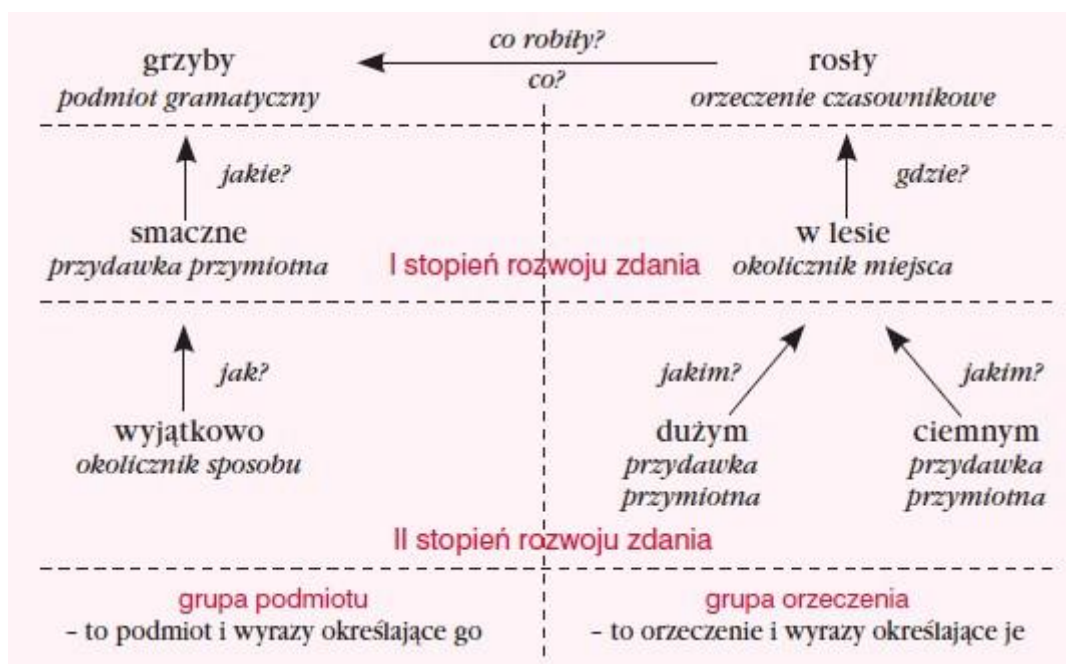 co robiły?
grzyby
rosły
co?
podmiot gramatyczny
orzeczenie czasownikowe
jakie?
gdzie?
smaczne
w lesie
przydawka przymiotna
I stopień rozwoju zdania
okolicznik miejsca
jak?
jakim?
jakim?
wyjątkowo
dużym
ciemnym
okolicznik sposobu
przydawka
przymiotna
przydawka
przymiotna
II stopień rozwoju zdania
grupa podmiotu
– to podmiot i wyrazy określające go
grupa orzeczenia
– to orzeczenie i wyrazy określające je